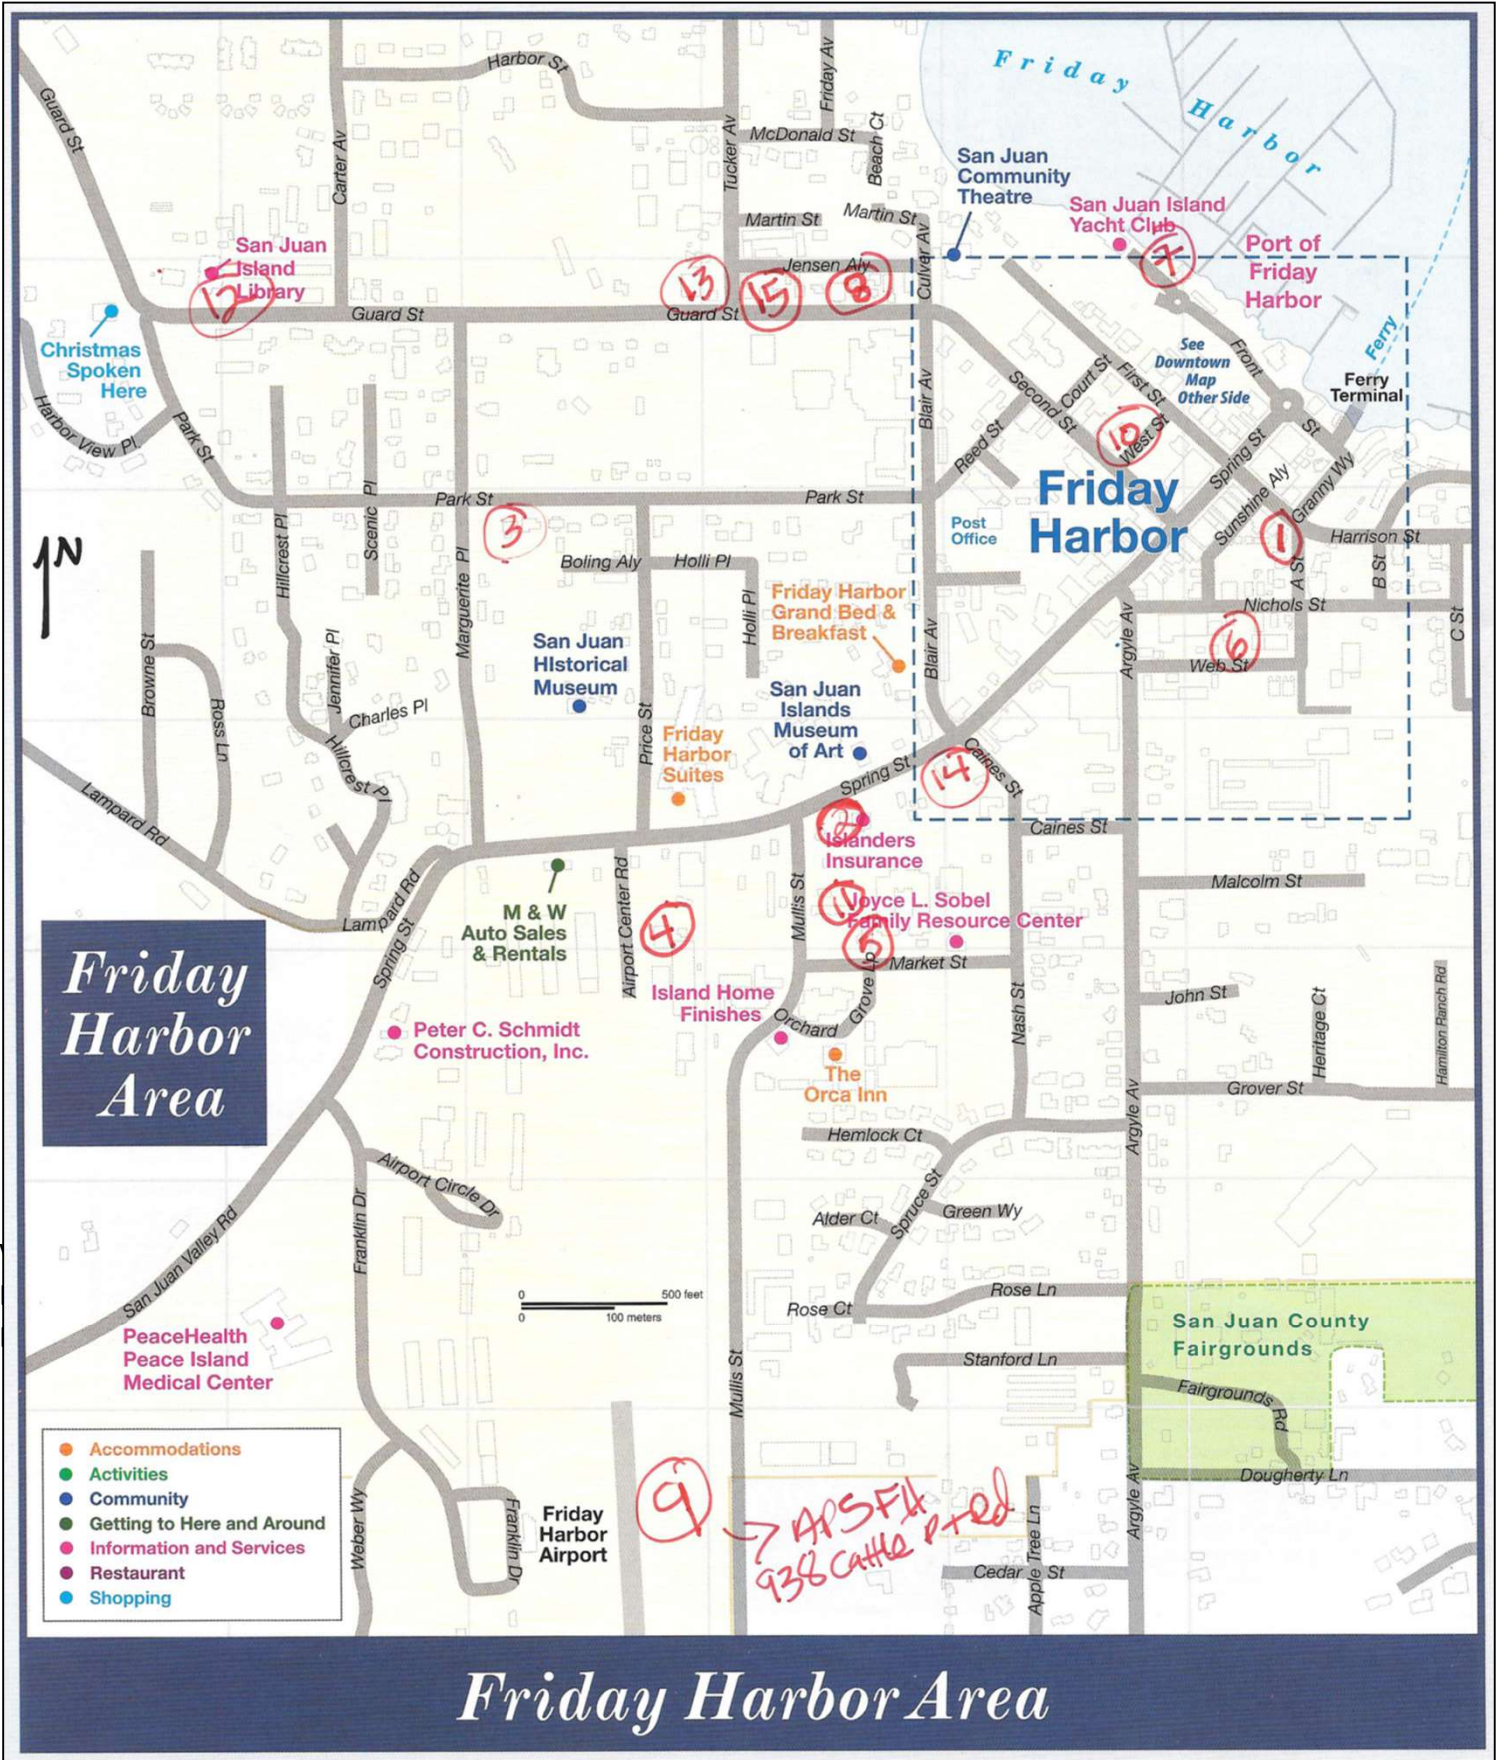 Friday Harbor
Harbor St
Guard St
Carter Av
Tucker Av
Friday Av
McDonald St
Beach Ct
San Juan
Community
Theatre
Martin St
Martin St
Culver Av
San Juan Island
Yacht Club
7
Port of
Friday
Harbor
San Juan
Island
Library
12
Jensen Aly
13
15
8
Guard St
Guard St
Christmas
Spoken
Here
Harbor View Pl
Park St
See
Downtown
Map
Other Side
Front
St
Ferry
Ferry
Terminal
Blair Av
Second St
Court St
First St
Reed St
10
West St
Spring St
Sunshine Aly
Granny Wy
Friday
Harbor
Park St
Park St
3
Post
Office
1
Harrison St
A St
B St
C St
Nichols St
6
Web St
Argyle Av
Hillcrest Pl
Scenic Pl
Marguerite Pl
Boling Aly
Holli Pl
Holli Pl
Friday Harbor
Grand Bed &
Breakfast
Blair Av
N
Browne St
Ross Ln
Jennifer Pl
Charles Pl
Hillcrest Pl
San Juan
HIstorical
Museum
Price St
Friday
Harbor
Suites
San Juan
Islands
Museum
of Art
Spring St
14
Caines St
Caines St
Lampard Rd
Lampard Rd
Spring St
M & W
Auto Sales
& Rentals
Airport Center Rd
4
2
Islanders
Insurance
Mullis St
11
Joyce L. Sobel
Family Resource Center
5
Market St
Malcolm St
Friday
Harbor
Area
Peter C. Schmidt
Construction, Inc.
Island Home
Finishes
Orchard
Grove Lp
The
Orca Inn
Nash St
John St
Heritage Ct
Hamilton Ranch Rd
Grover St
Argyle Av
Hemlock Ct
Spruce St
Alder Ct
Green Wy
Airport Circle Dr
Franklin Dr
San Juan Valley Rd
0 500 feet
0 100 meters
Rose Ct
Rose Ln
Stanford Ln
San Juan County
Fairgrounds
Fairgrounds Rd
Dougherty Ln
PeaceHealth
Peace Island
Medical Center
Mullis St
Accommodations
Activities
Community
Getting to Here and Around
Information and Services
Restaurant
Shopping
Weber Wy
Franklin Dr
Friday
Harbor
Airport
9
APSFH
938 Cattle Pt Rd
Apple Tree Ln
Argyle Av
Cedar St
Friday Harbor Area